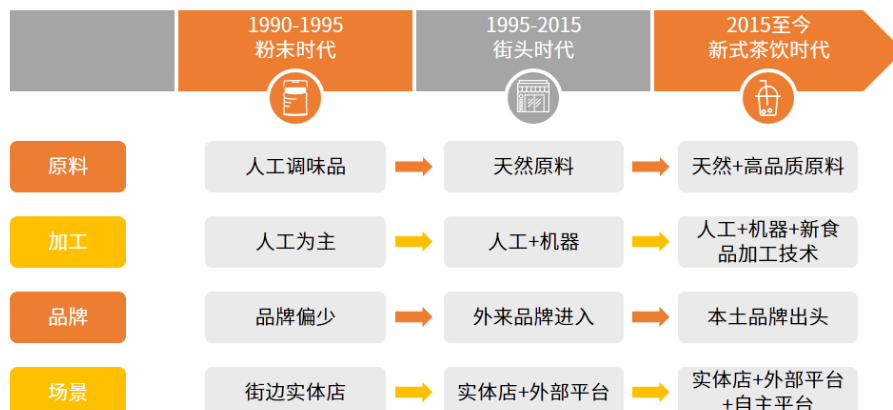 1990-1995
粉末时代
1995-2015
街头时代
2015至今
新式茶饮时代
原料
人工调味品
天然原料
天然+高品质原料
加工
人工为主
人工+机器
人工+机器+新食
品加工技术
品牌
品牌偏少
外来品牌进入
本土品牌出头
场景
街边实体店
实体店+外部平台
实体店+外部平台
+自主平台